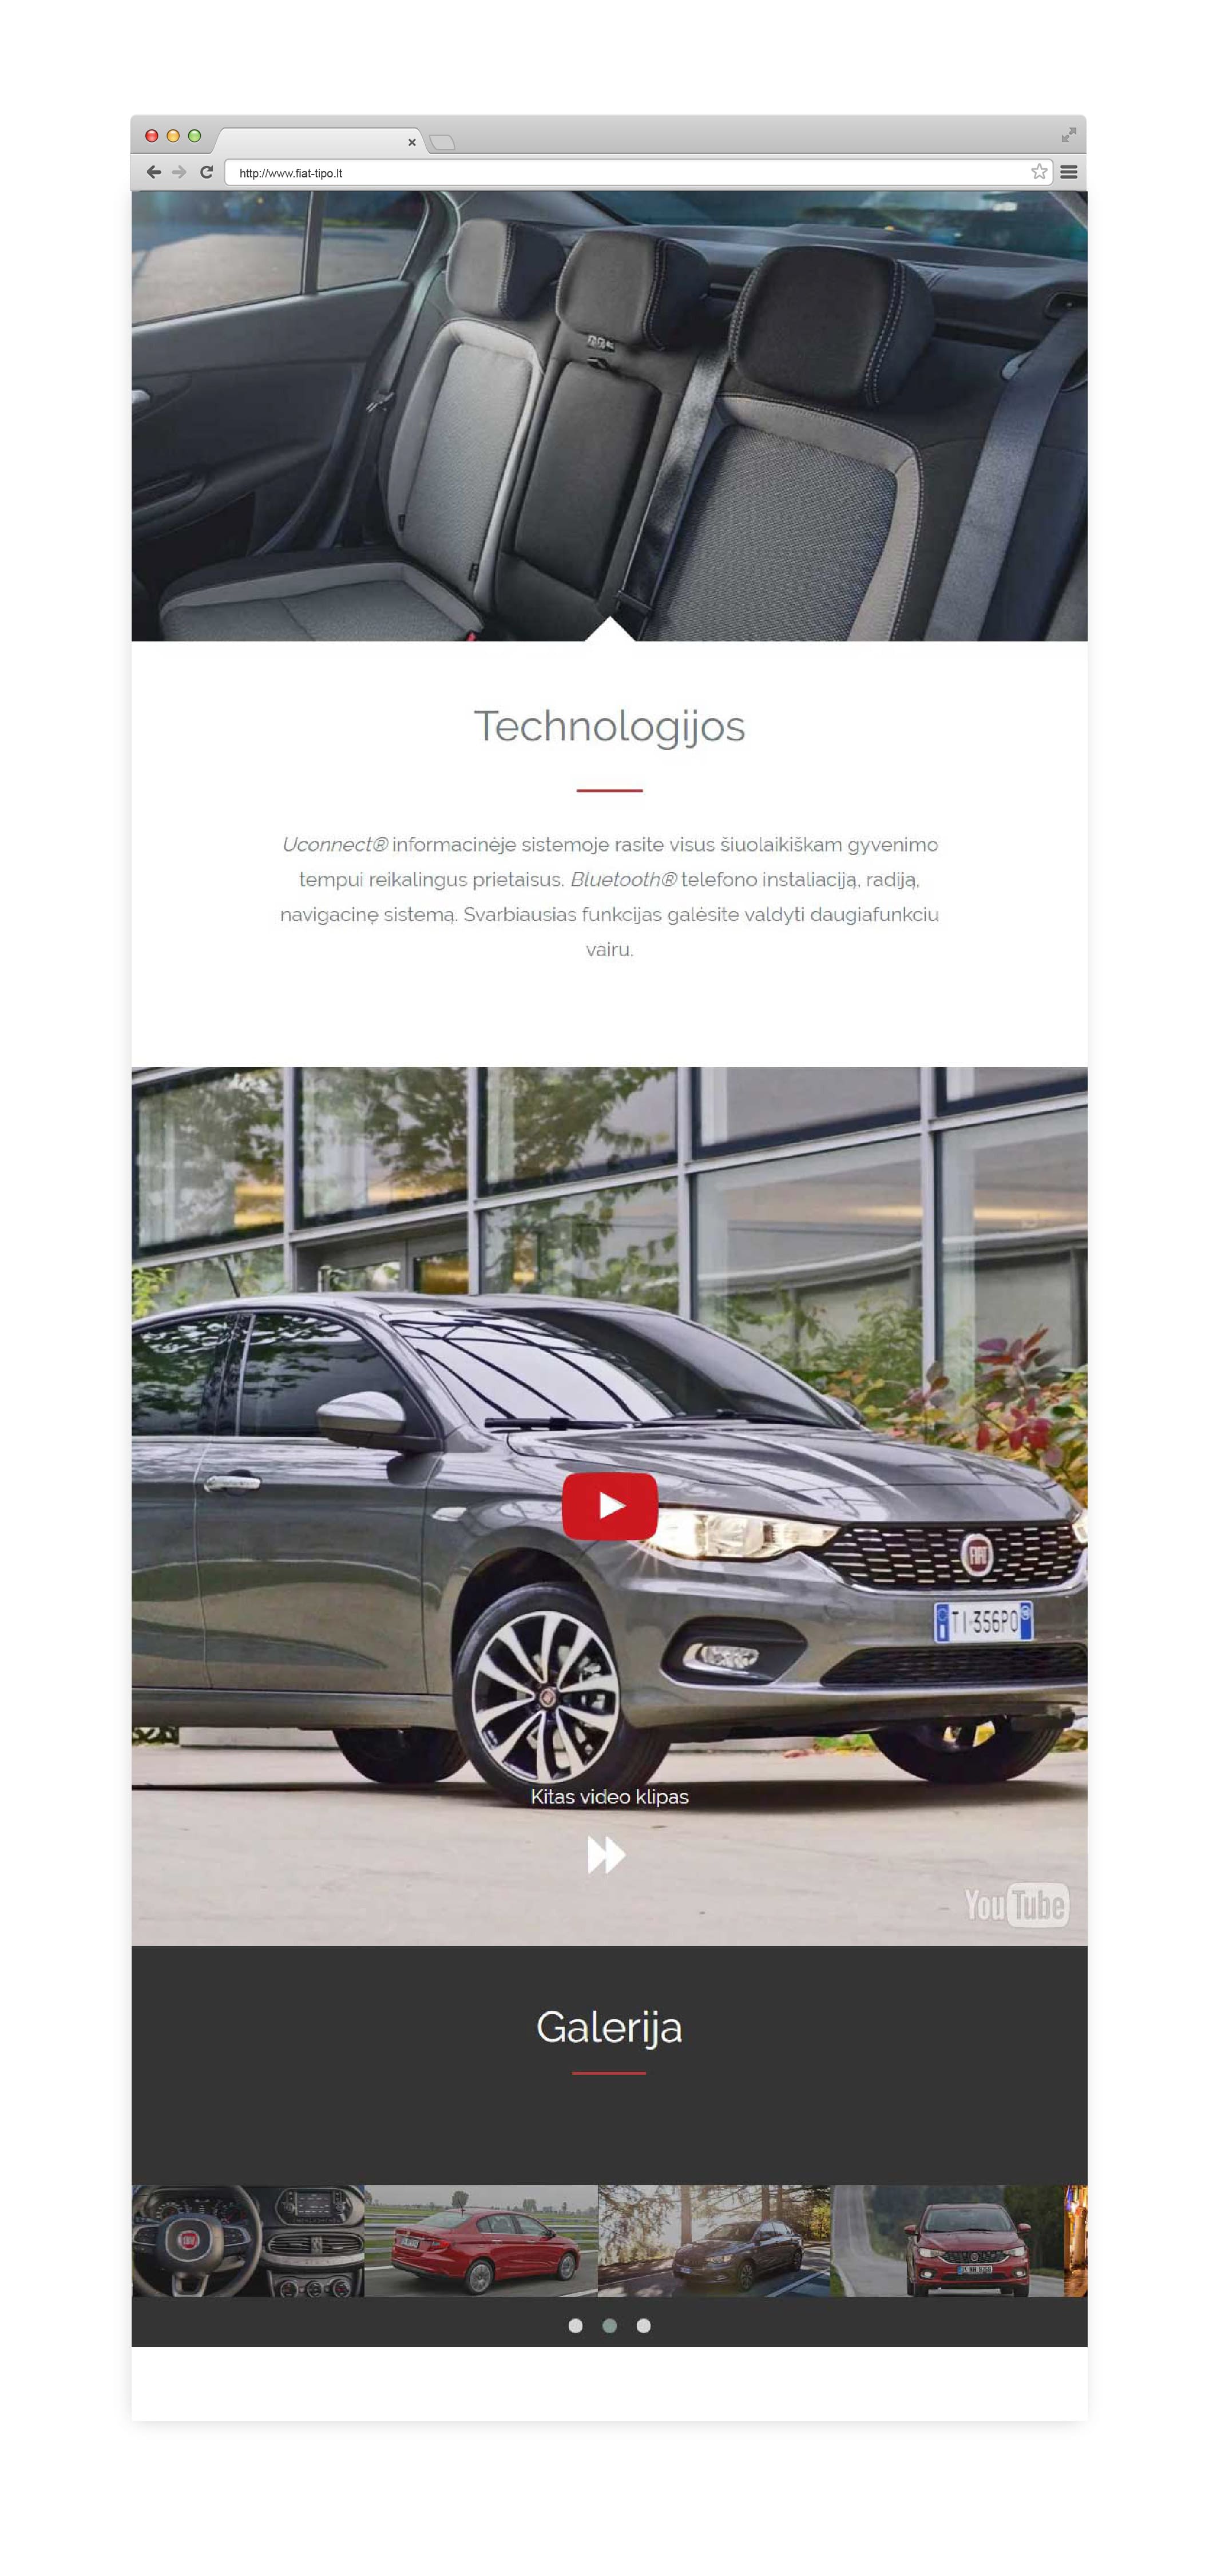 http://www.fiat-tipo.lt
Technologijos
Uconnect® informacinėje sistemoje rasite visus šiuolaikiškam gyvenimo
tempui reikalingus prietaisus. Bluetooth® telefono instaliaciją, radiją,
navigacinę sistemą. Svarbiausias funkcijas galėsite valdyti daugiafunkciu
vairu.
FIAT
TI·356PO
Kitas video klipas
YouTube
Galerija